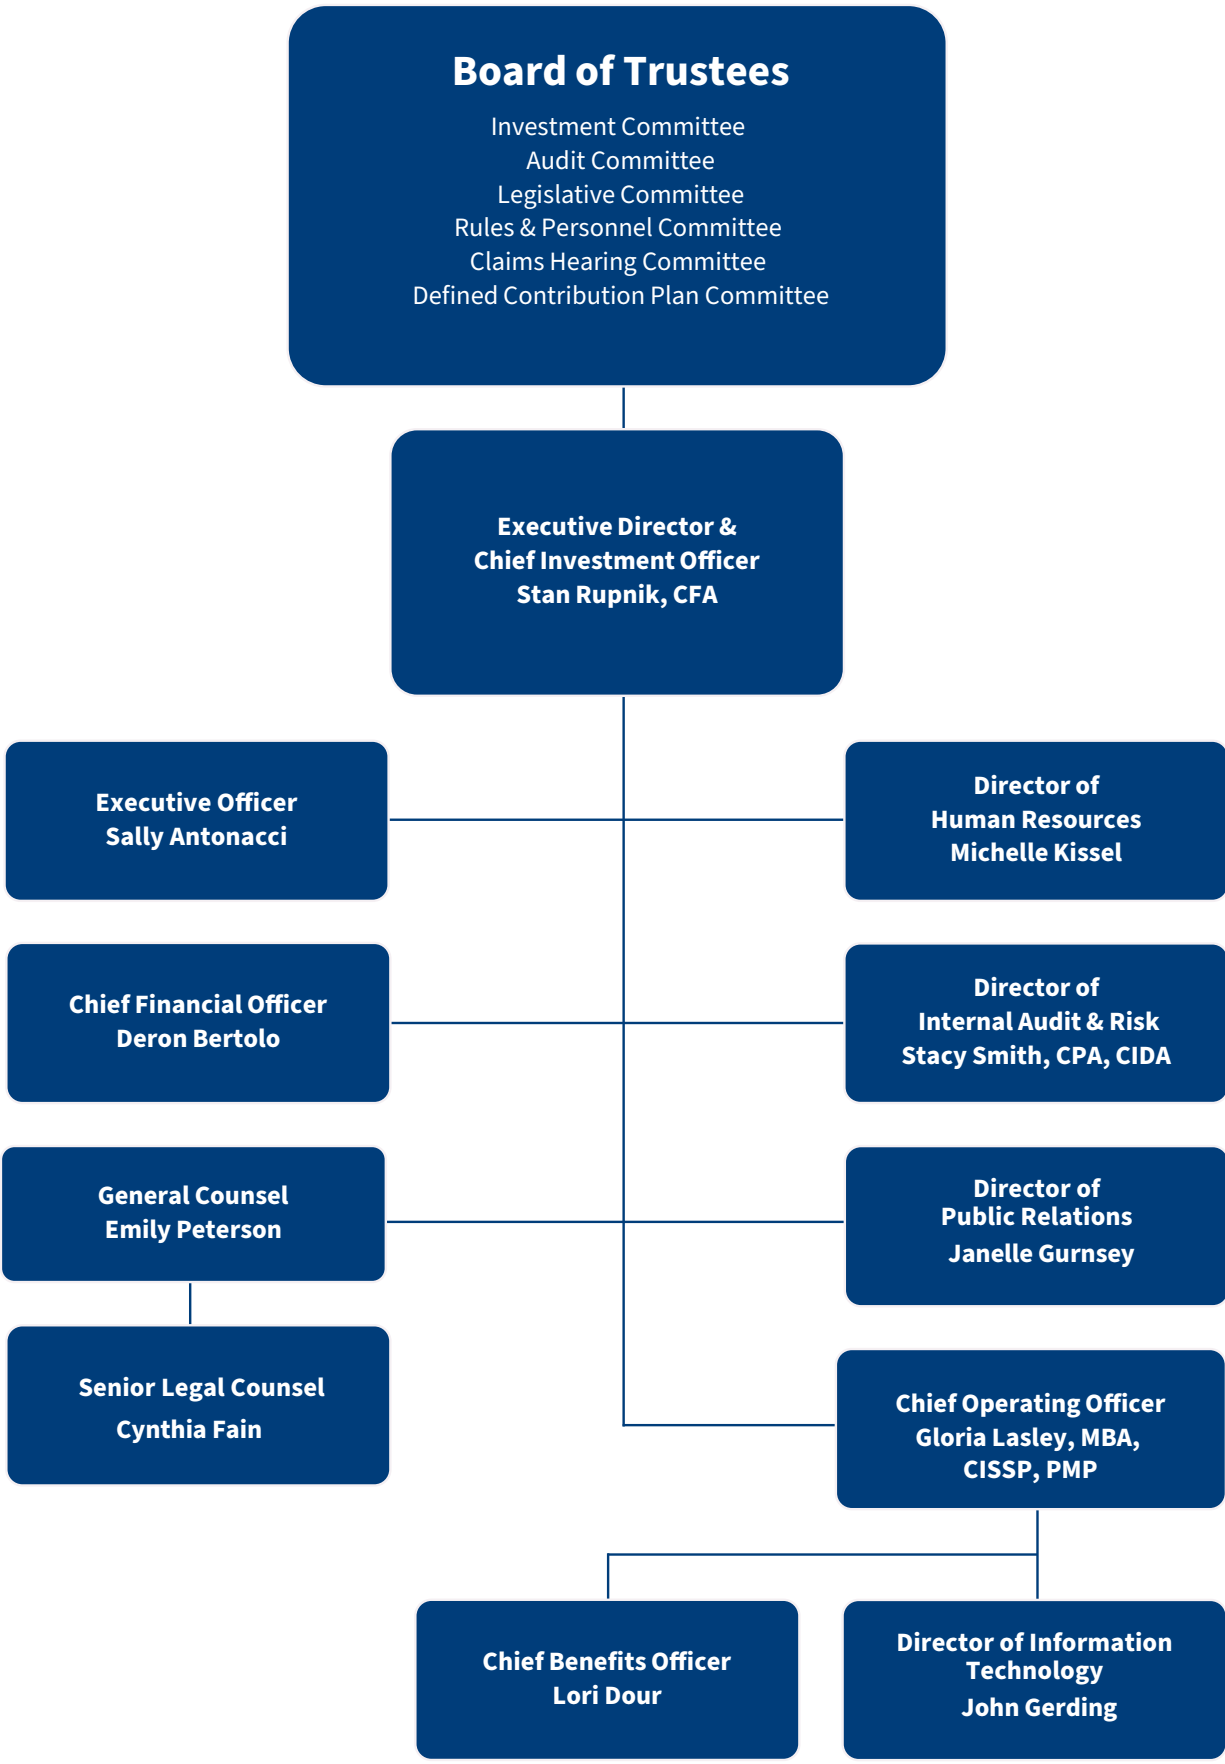 Board of Trustees
Investment Committee
Audit Committee
Legislative Committee
Rules & Personnel Committee
Claims Hearing Committee
Defined Contribution Plan Committee
Executive Director &
Chief Investment Officer
Stan Rupnik, CFA
Executive Officer
Sally Antonacci
Director of
Human Resources
Michelle Kissel
Chief Financial Officer
Deron Bertolo
Director of
Internal Audit & Risk
Stacy Smith, CPA, CIDA
General Counsel
Emily Peterson
Director of
Public Relations
Janelle Gurnsey
Senior Legal Counsel
Cynthia Fain
Chief Operating Officer
Gloria Lasley, MBA,
CISSP, PMP
Chief Benefits Officer
Lori Dour
Director of Information
Technology
John Gerding